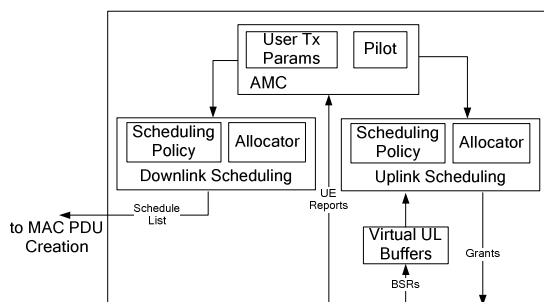 User Tx
Params
Pilot
AMC
Scheduling
Policy
Allocator
Downlink Scheduling
Scheduling
Policy
Allocator
Uplink Scheduling
UE
Reports
Schedule
List
to MAC PDU
Creation
Virtual UL
Buffers
Grants
BSRs